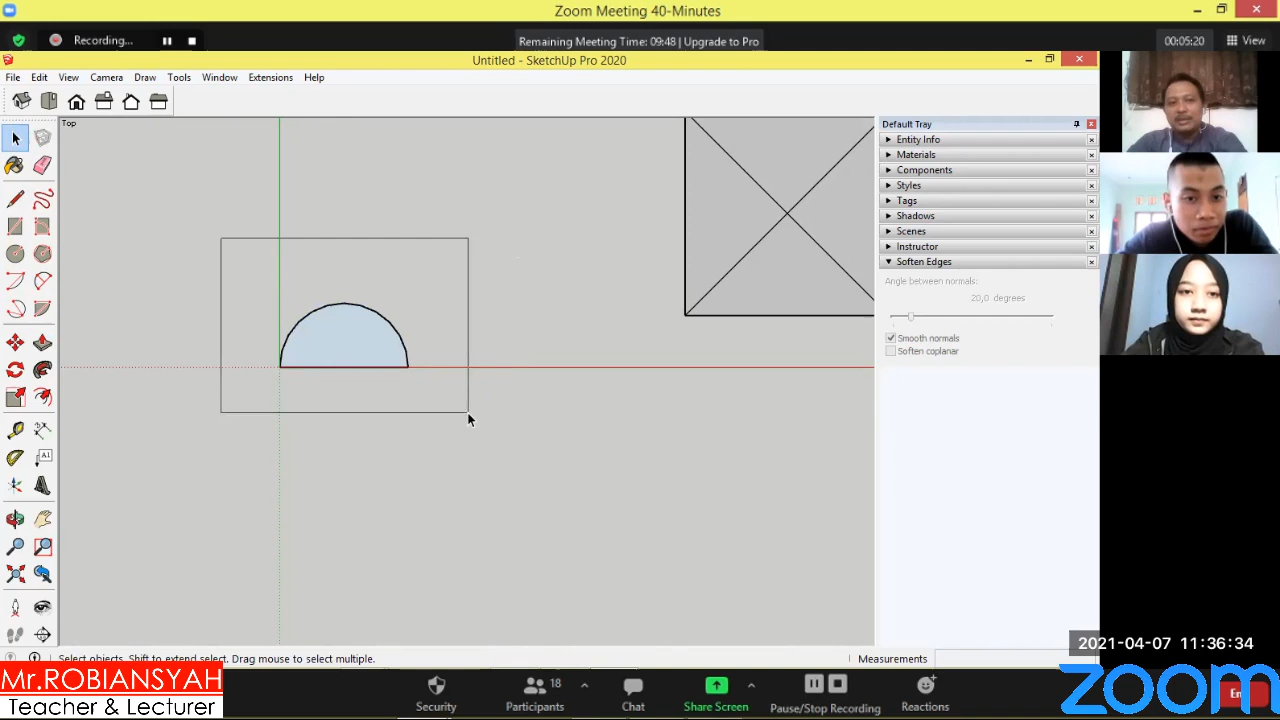 Zoom Meeting 40-Minutes
Recording...
Remaining Meeting Time: 09:48 | Upgrade to Pro
00:05:20
View
Untitled - SketchUp Pro 2020
File Edit View Camera Draw Tools Window Extensions Help
Top
Default Tray
Entity Info
Materials
Components
Styles
Tags
Shadows
Scenes
Instructor
Soften Edges
Angle between normals:
20,0 degrees
Smooth normals
Soften coplanar
A1
Select objects. Shift to extend select. Drag mouse to select multiple.
Measurements
2021-04-07 11:36:34
Mr.ROBIANSYAH
Teacher & Lecturer
18
Security
Participants
Chat
Share Screen
Pause/Stop Recording
Reactions
zoom